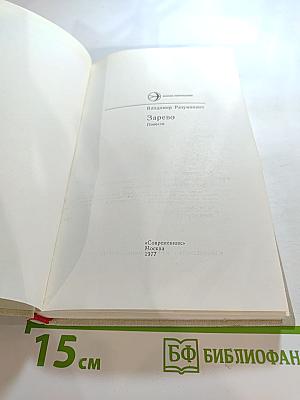 Владимир Разумневич
Зарево
Повести
«Современник»
Москва
1977
15 см
БФ БИБЛИОФАН